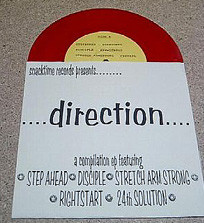 snacktime records presents.........
....direction....
a compilation ep featuring
STEP AHEAD DISCIPLE STRETCH ARM STRONG
RIGHTSTART 24th SOLUTION